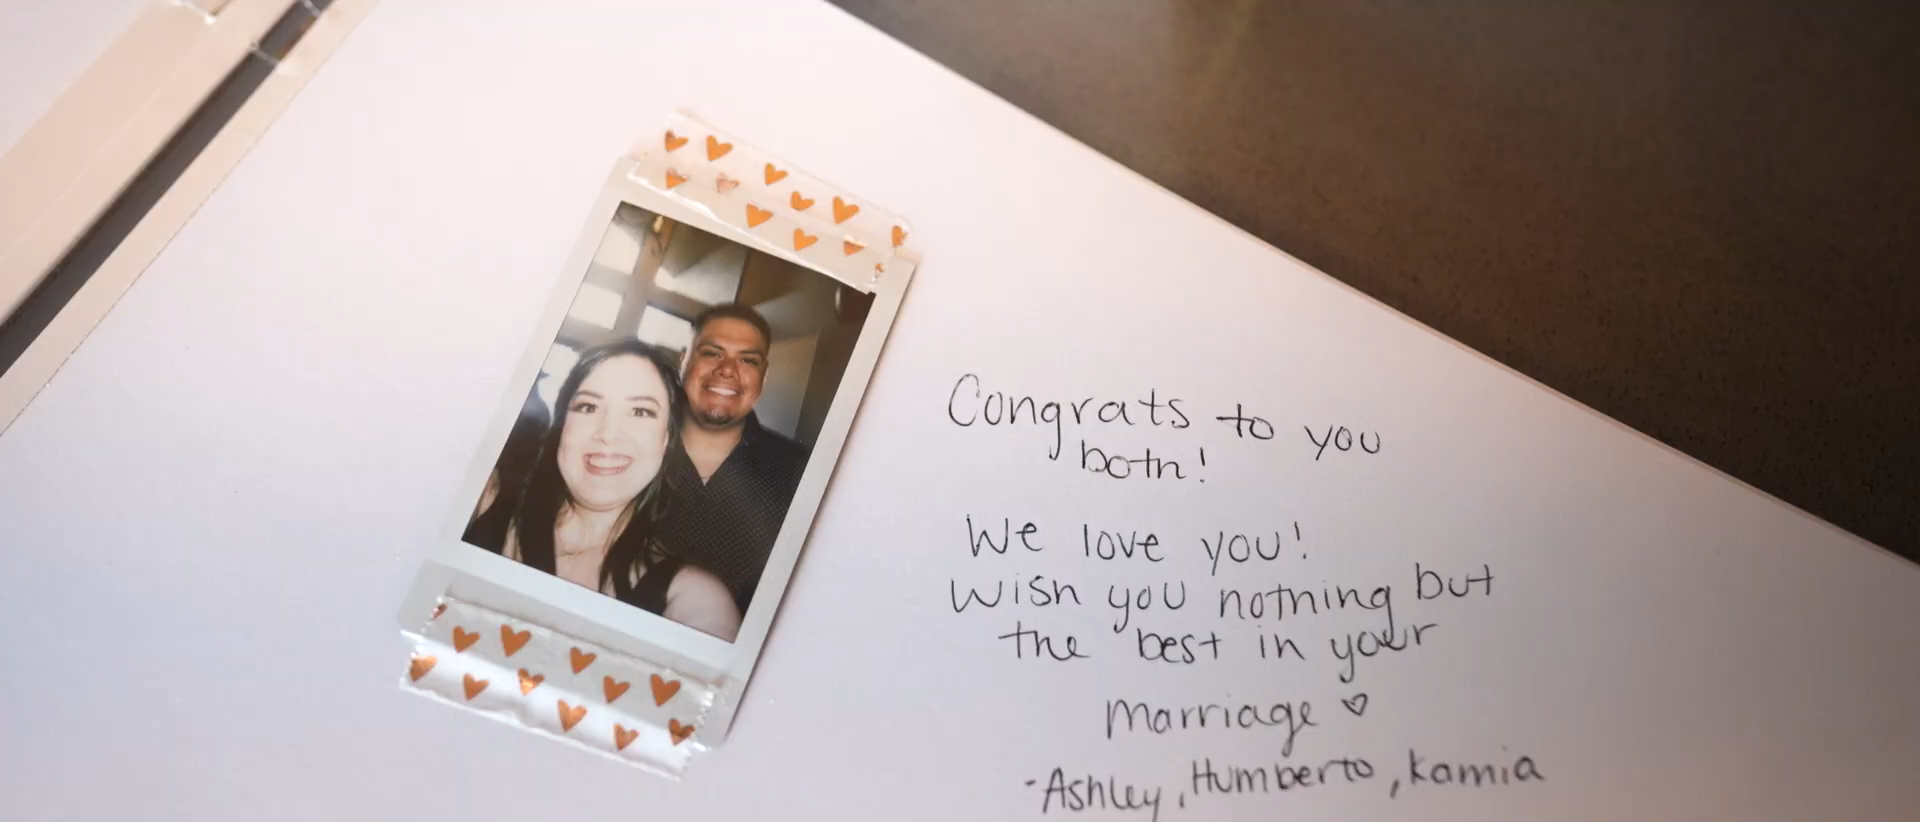 Congrats to you
both!
We love you!
Wish you nothing but
the best in your
marriage ♡
-Ashley, Humberto, Kamia